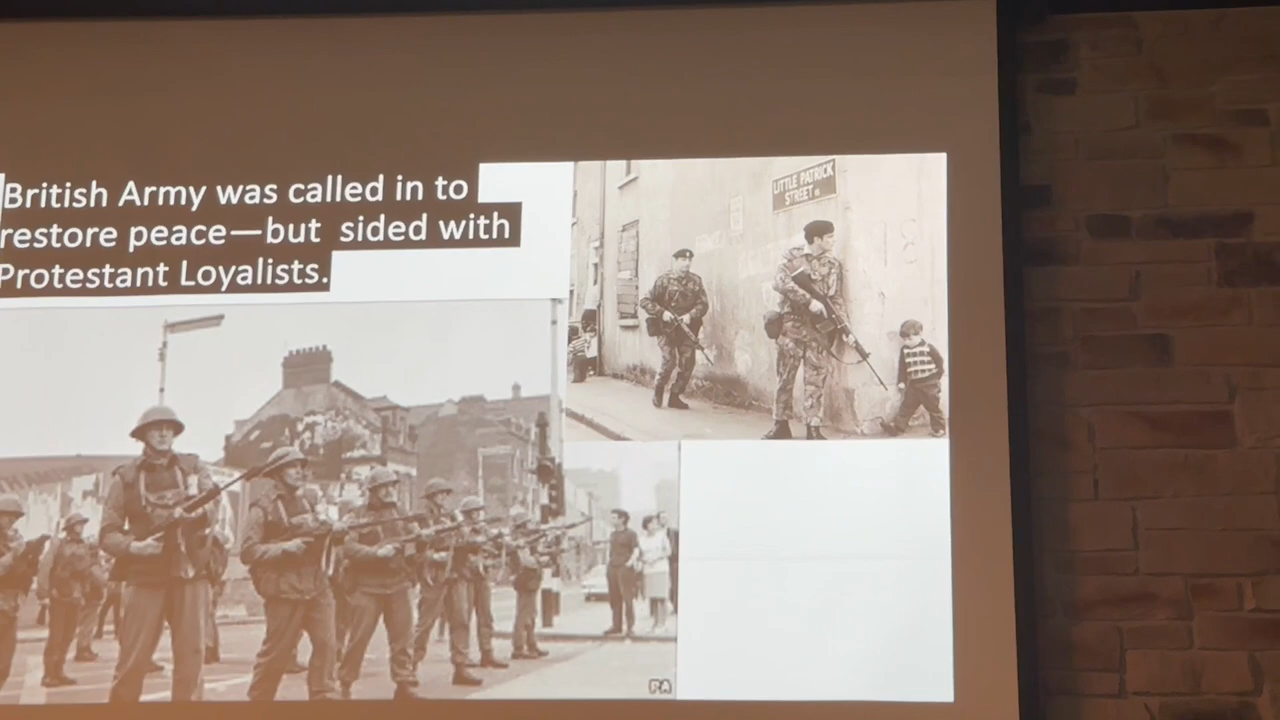 British Army was called in to
restore peace—but sided with
Protestant Loyalists.
LITTLE PATRICK
STREET
PA